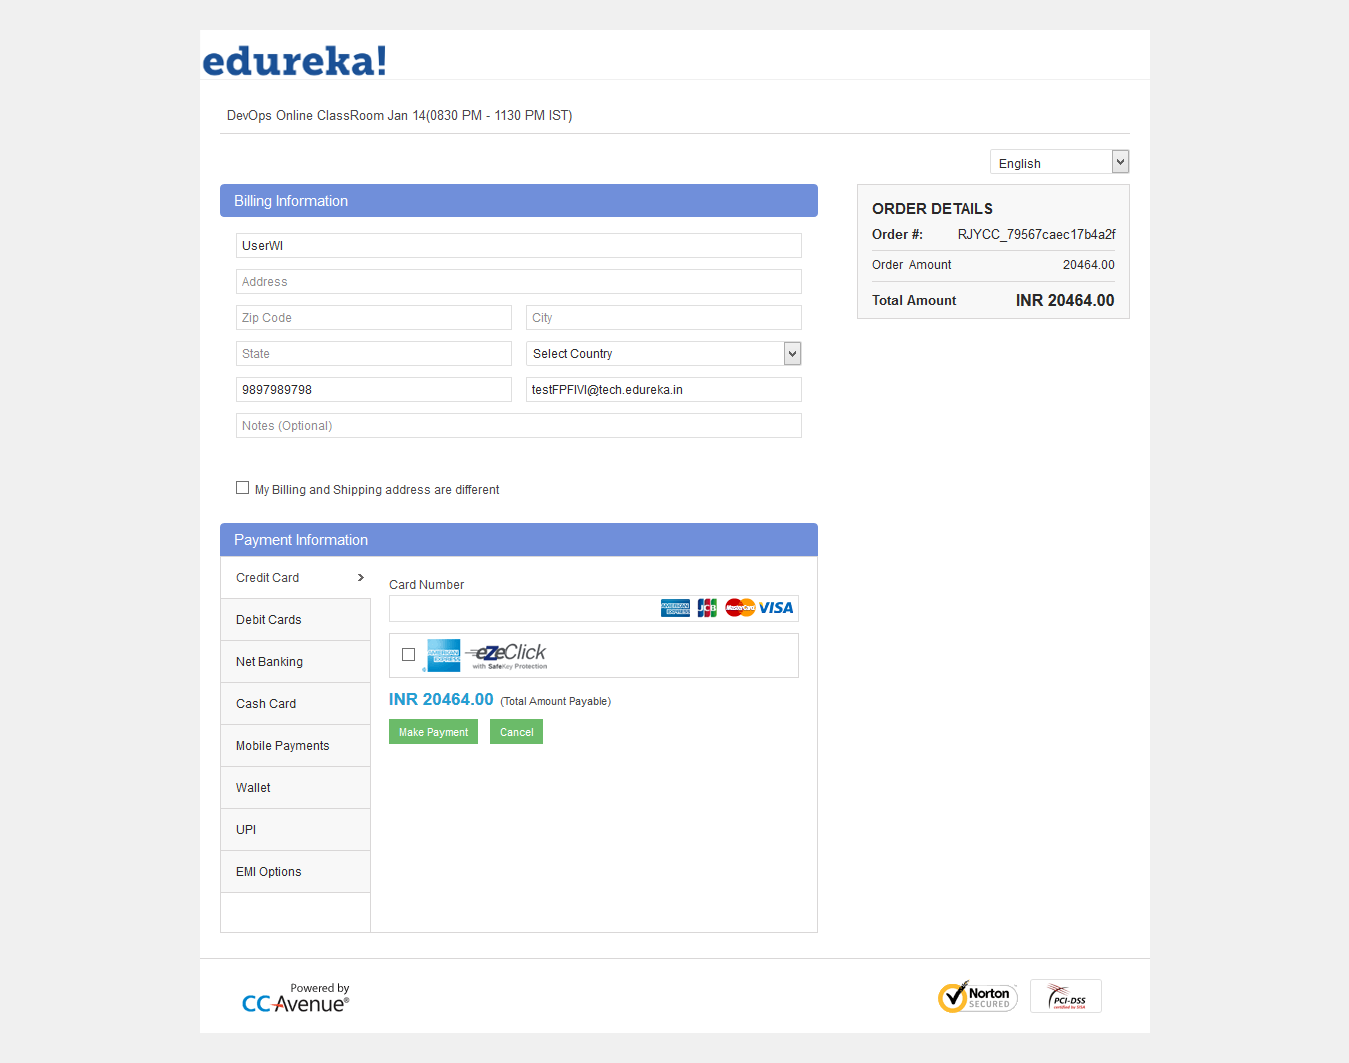 edureka!
DevOps Online ClassRoom Jan 14(0830 PM - 1130 PM IST)
English
Billing Information
UserWI
Address
Zip Code City
State Select Country
9897989798 testFPFIVI@tech.edureka.in
Notes (Optional)
My Billing and Shipping address are different
ORDER DETAILS
Order #: RJYCC_79567caec17b4a2f
Order Amount 20464.00
Total Amount INR 20464.00
Payment Information
Credit Card
Debit Cards
Net Banking
Cash Card
Mobile Payments
Wallet
UPI
EMI Options
Card Number
AMERICAN EXPRESS JCB MasterCard VISA
AMERICAN EXPRESS eZeClick
with SafeKey Protection
INR 20464.00 (Total Amount Payable)
Make Payment Cancel
Powered by
CCAvenue®
Norton
SECURED
PCI-DSS
certified by SISA